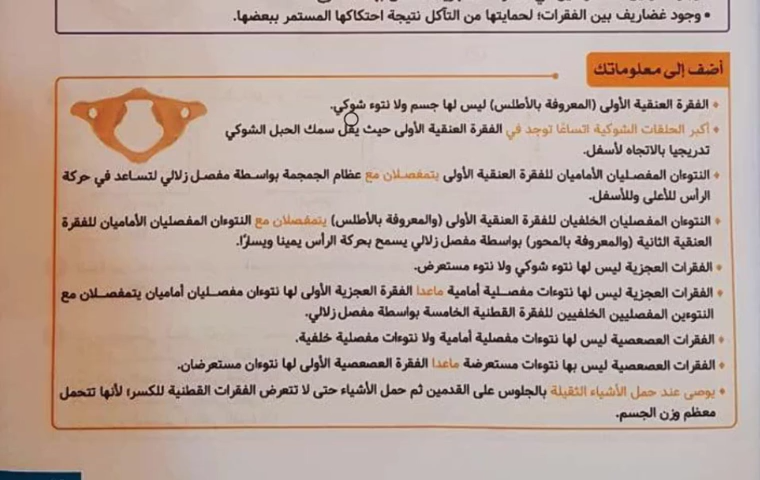 • وجود غضاريف بين الفقرات؛ لحمايتها من التآكل نتيجة احتكاكها المستمر ببعضها.
أضف إلى معلوماتك
• الفقرة العنقية الأولى (المعروفة بالأطلس) ليس لها جسم ولا نتوء شوكي.
• أكبر الحلقات الشوكية اتساعًا توجد في الفقرة العنقية الأولى حيث يقل سمك الحبل الشوكي
تدريجيا بالاتجاه لأسفل.
• النتوءان المفصليان الأماميان للفقرة العنقية الأولى يتمفصلان مع عظام الجمجمة بواسطة مفصل زلالي لتساعد في حركة
الرأس للأعلى وللأسفل.
• النتوءان المفصليان الخلفيان للفقرة العنقية الأولى (والمعروفة بالأطلس) يتمفصلان مع النتوءان المفصليان الأماميان للفقرة
العنقية الثانية (والمعروفة بالمحور) بواسطة مفصل زلالي يسمح بحركة الرأس يمينا ويسارًا.
• الفقرات العجزية ليس لها نتوء شوكي ولا نتوء مستعرض.
• الفقرات العجزية ليس لها نتوءات مفصلية أمامية ماعدا الفقرة العجزية الأولى لها نتوءان مفصليان أماميان يتمفصلان مع
النتوءين المفصليين الخلفيين للفقرة القطنية الخامسة بواسطة مفصل زلالي.
• الفقرات العصعصية ليس لها نتوءات مفصلية أمامية ولا نتوءات مفصلية خلفية.
• الفقرات العصعصية ليس بها نتوءات مستعرضة ماعدا الفقرة العصعصية الأولى لها نتوءان مستعرضان.
• يوصى عند حمل الأشياء الثقيلة بالجلوس على القدمين ثم حمل الأشياء حتى لا تتعرض الفقرات القطنية للكسر؛ لأنها تتحمل
معظم وزن الجسم.